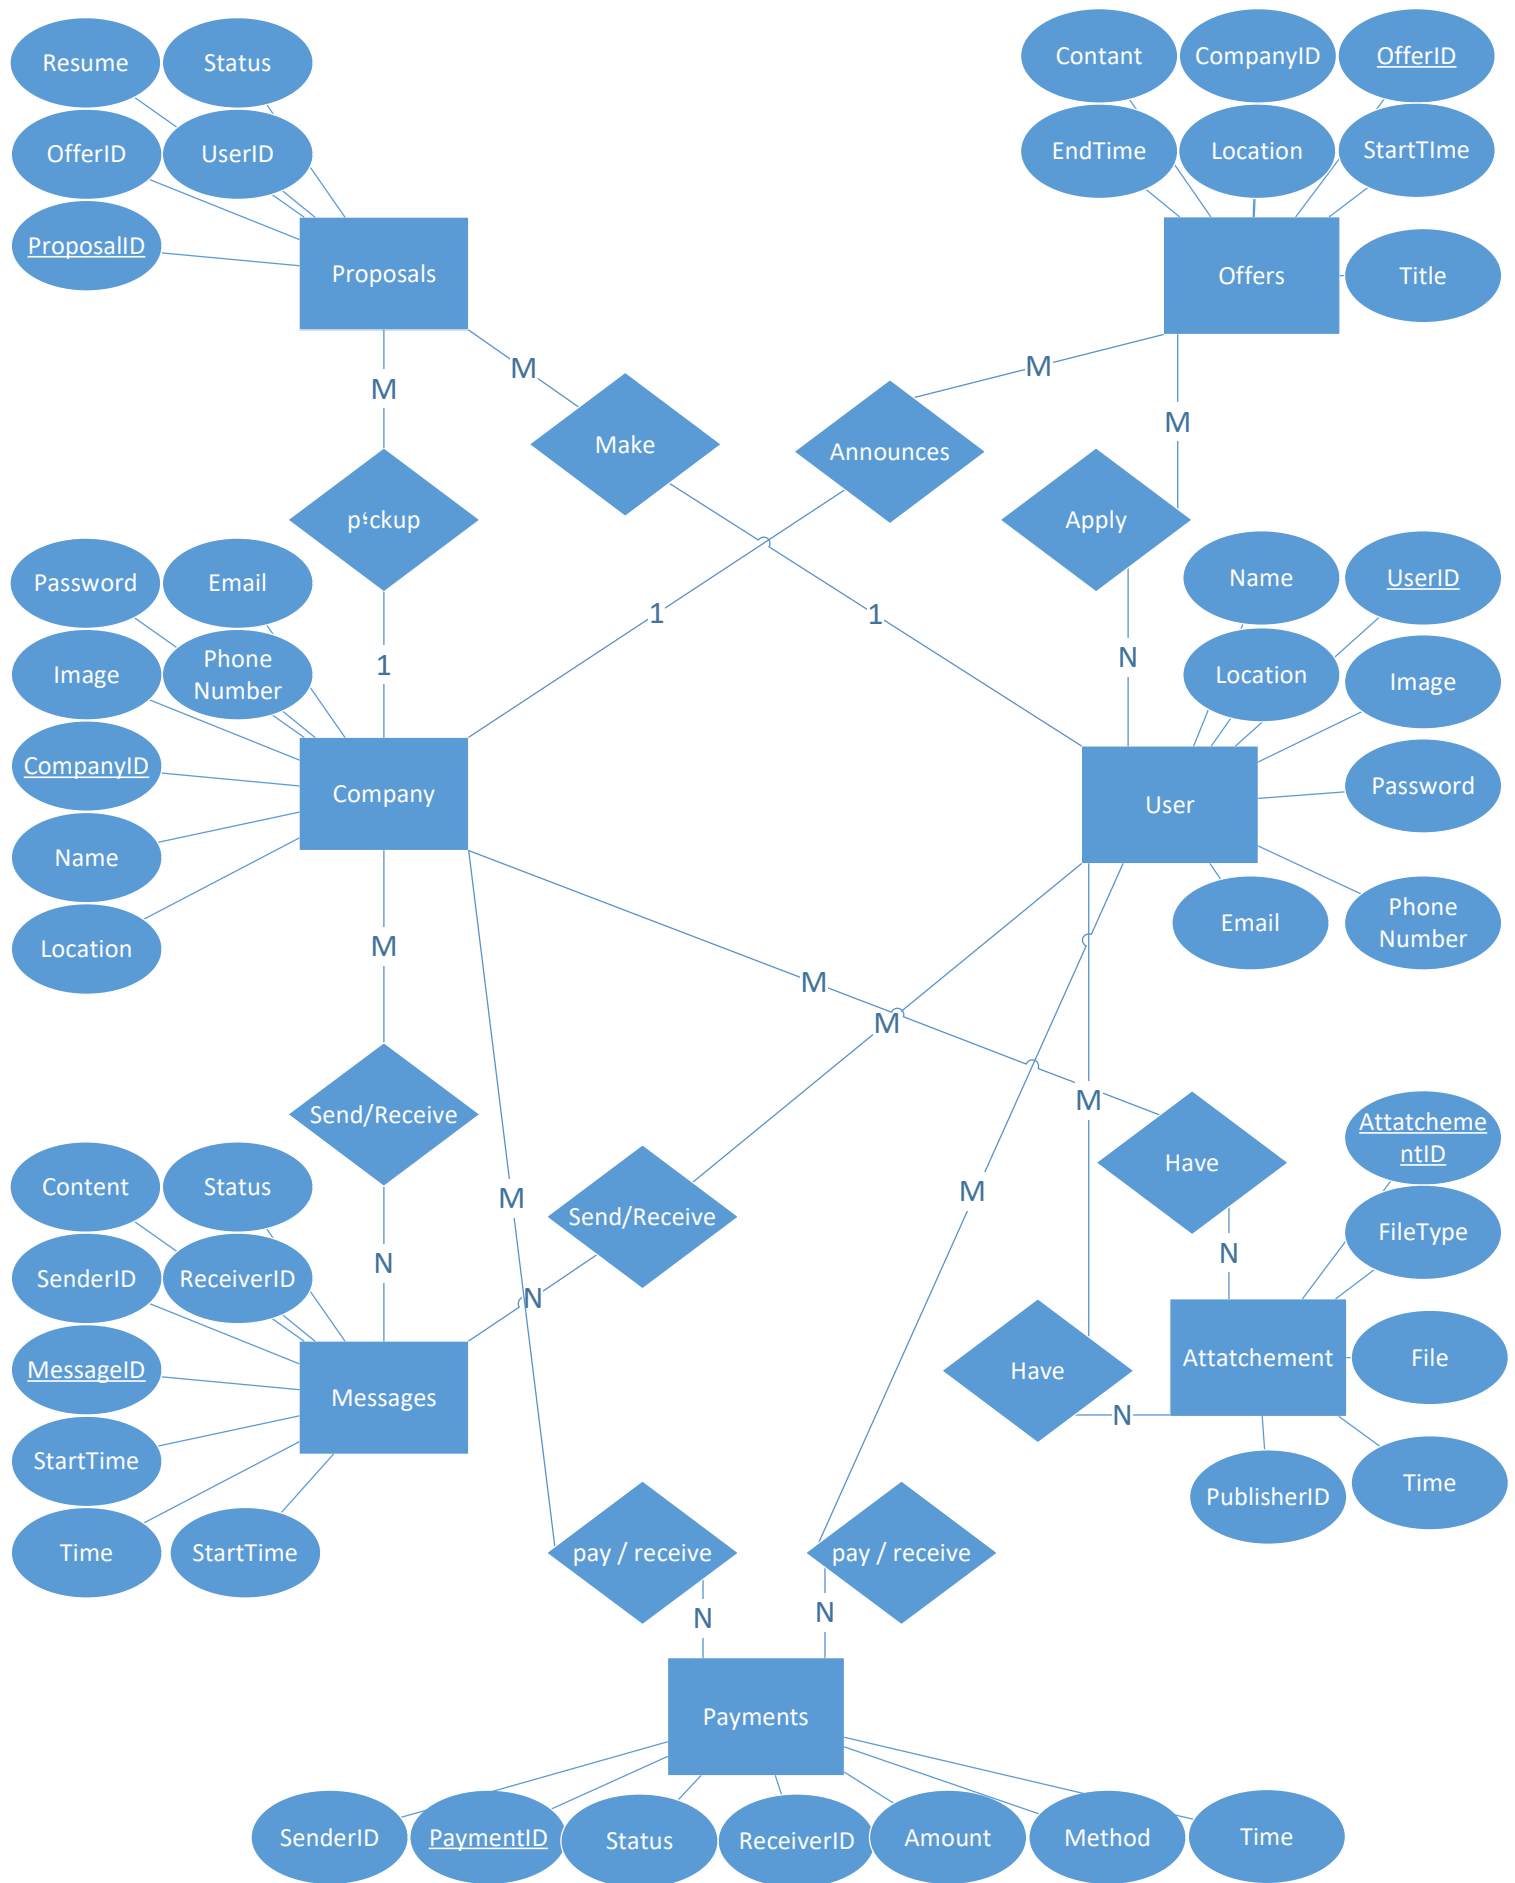 Resume
Status
OfferID
UserID
ProposalID
Proposals
Contant
CompanyID
OfferID
EndTime
Location
StartTIme
Offers
Title
M
M
M
M
Make
Announces
Apply
Password
Email
Image
Phone
Number
CompanyID
Company
Name
Location
1
1
1
N
Name
UserID
Location
Image
Password
User
Email
Phone
Number
M
M
M
M
M
M
Send/Receive
Send/Receive
Have
Have
Content
Status
SenderID
ReceiverID
MessageID
Messages
StartTime
Time
StartTime
N
N
N
N
Attatcheme
ntID
FileType
Attatchement
File
PublisherID
Time
pay / receive
pay / receive
N
N
Payments
SenderID
PaymentID
Status
ReceiverID
Amount
Method
Time